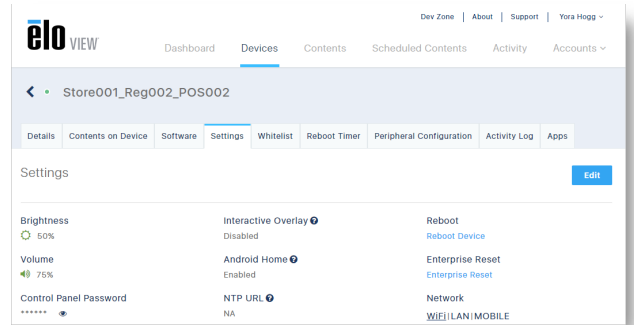 Dev Zone | About | Support | Yora Hogg
elo VIEW
Dashboard Devices Contents Scheduled Contents Activity Accounts
Store001_Reg002_POS002
Details Contents on Device Software Settings Whitelist Reboot Timer Peripheral Configuration Activity Log Apps
Settings Edit
Brightness Interactive Overlay ? Reboot
50% Disabled Reboot Device
Volume Android Home ? Enterprise Reset
75% Enabled Enterprise Reset
Control Panel Password NTP URL ? Network
****** NA WiFi|LAN|MOBILE